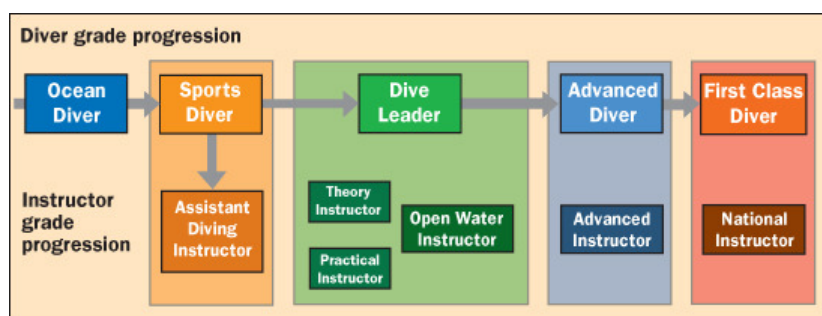 Diver grade progression
Ocean
Diver
Sports
Diver
Dive
Leader
Advanced
Diver
First Class
Diver
Instructor
grade
progression
Assistant
Diving
Instructor
Theory
Instructor
Practical
Instructor
Open Water
Instructor
Advanced
Instructor
National
Instructor